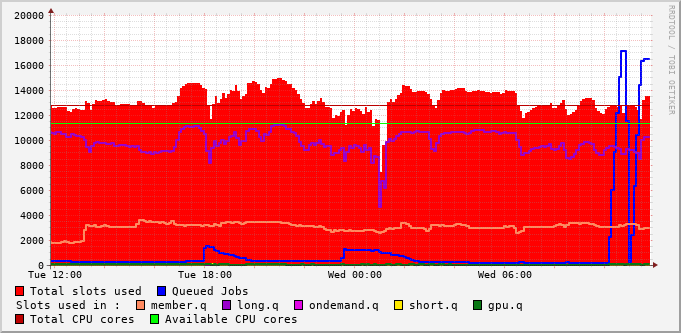 20000
18000
16000
14000
12000
10000
8000
6000
4000
2000
0
Tue 12:00 Tue 18:00 Wed 00:00 Wed 06:00
RRDTOOL / TOBI OETIKER
Total slots used Queued Jobs
Slots used in : member.q long.q ondemand.q short.q gpu.q
Total CPU cores Available CPU cores